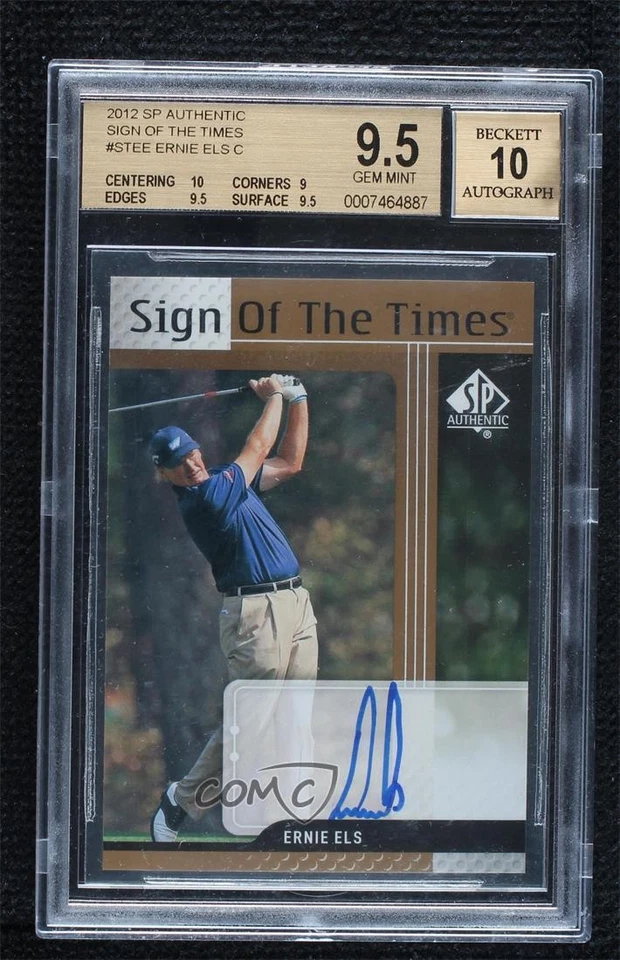 2012 SP AUTHENTIC
SIGN OF THE TIMES
#STEE ERNIE ELS C
CENTERING 10 CORNERS 9
EDGES 9.5 SURFACE 9.5
9.5
GEM MINT
0007464887
BECKETT
10
AUTOGRAPH
Sign Of The Times®
SP
AUTHENTIC
®
COMC
ERNIE ELS